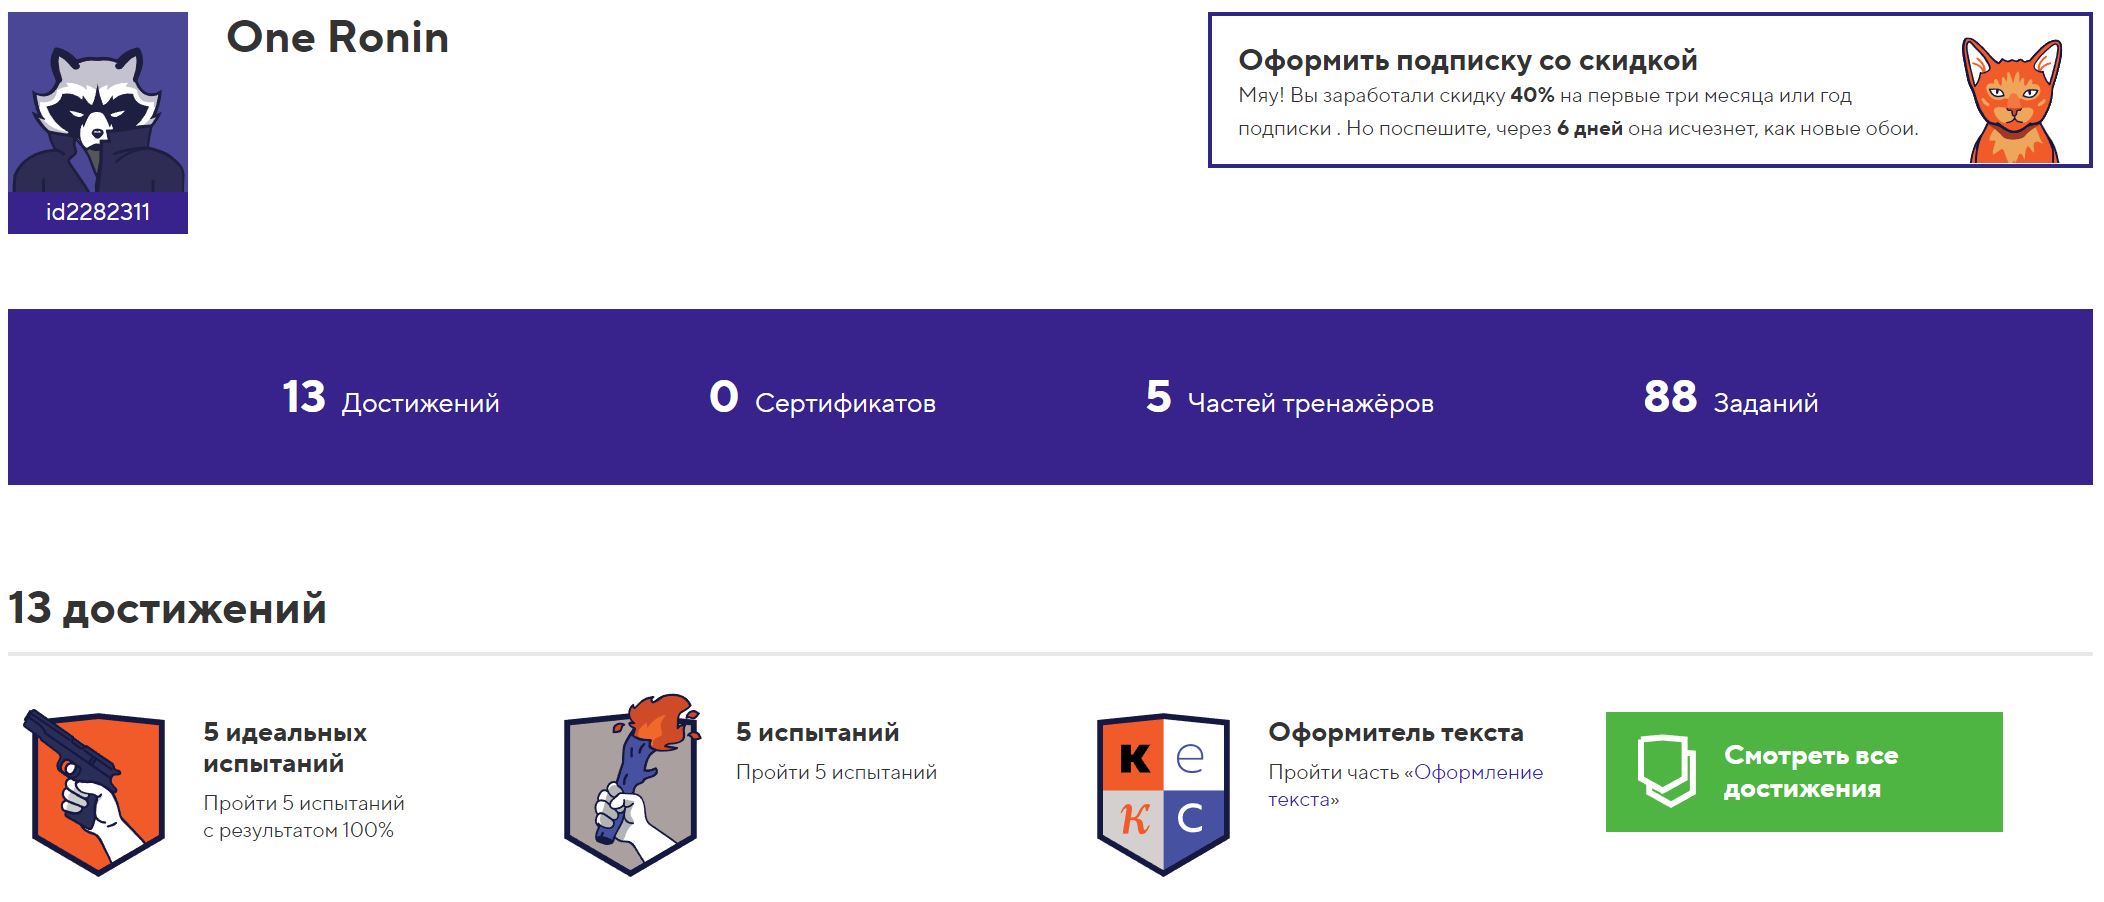 One Ronin
id2282311
Оформить подписку со скидкой
Мяу! Вы заработали скидку 40% на первые три месяца или год
подписки . Но поспешите, через 6 дней она исчезнет, как новые обои.
13 Достижений
0 Сертификатов
5 Частей тренажёров
88 Заданий
13 достижений
5 идеальных
испытаний
Пройти 5 испытаний
с результатом 100%
5 испытаний
Пройти 5 испытаний
к e
к с
Оформитель текста
Пройти часть «Оформление
текста»
Смотреть все
достижения